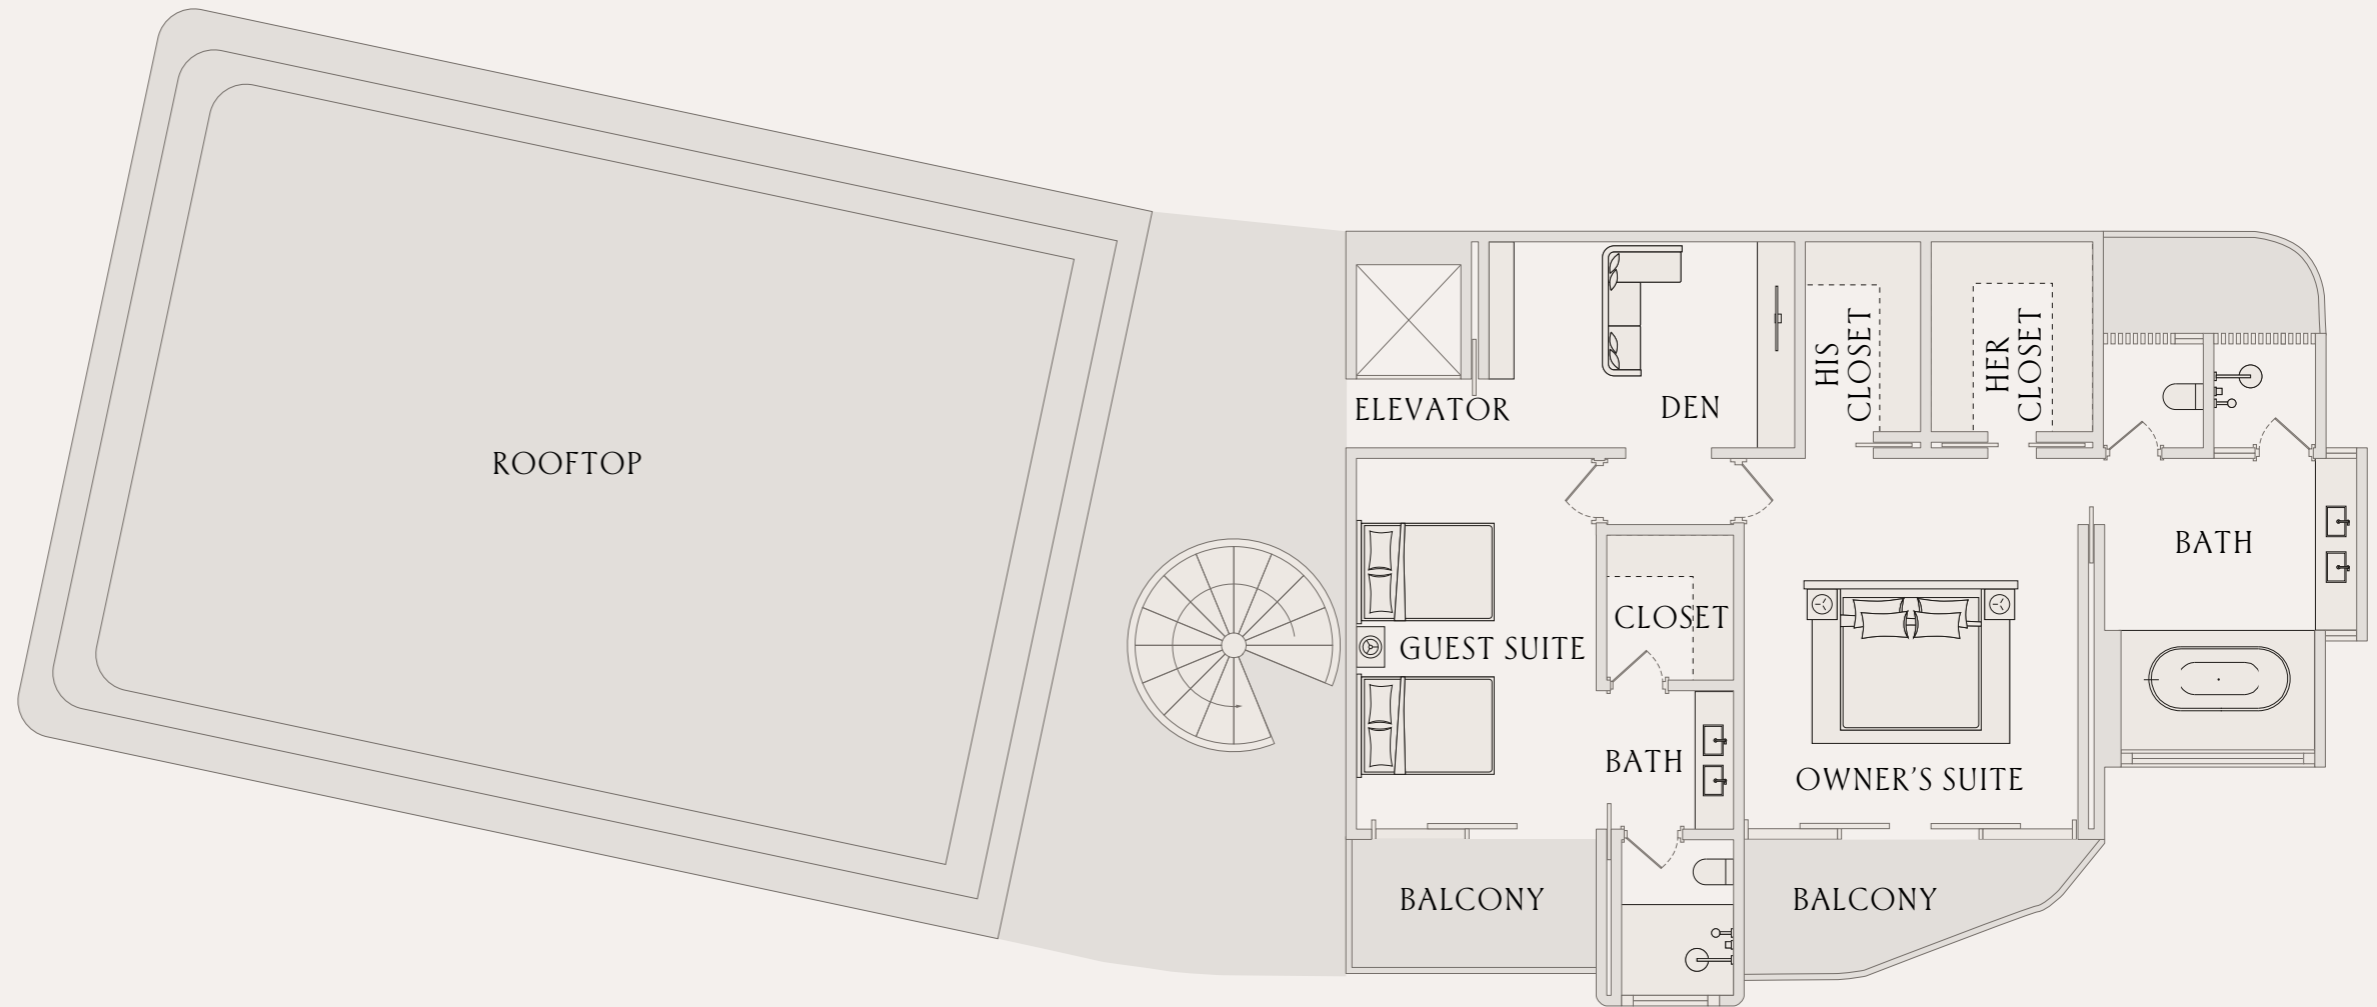 ROOFTOP
ELEVATOR
DEN
HIS
CLOSET
HER
CLOSET
BATH
CLOSET
GUEST SUITE
BATH
OWNER’S SUITE
BALCONY
BALCONY